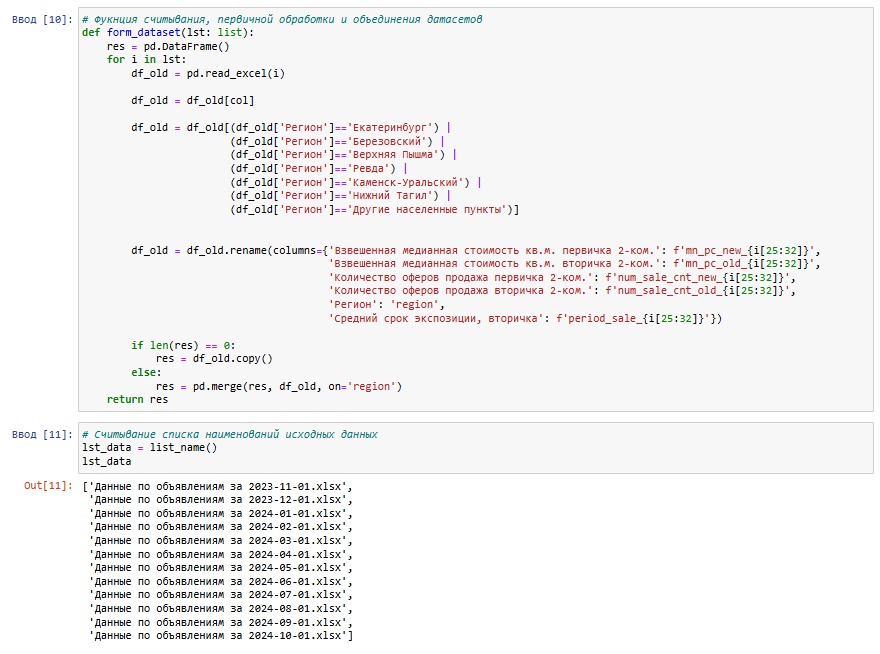 Ввод [10]: # Фукнция считывания, первичной обработки и объединения датасетов
def form_dataset(lst: list):
    res = pd.DataFrame()
    for i in lst:
        df_old = pd.read_excel(i)
        df_old = df_old[col]
        df_old = df_old[(df_old['Регион']=='Екатеринбург') |
                        (df_old['Регион']=='Березовский') |
                        (df_old['Регион']=='Верхняя Пышма') |
                        (df_old['Регион']=='Ревда') |
                        (df_old['Регион']=='Каменск-Уральский') |
                        (df_old['Регион']=='Нижний Тагил') |
                        (df_old['Регион']=='Другие населенные пункты')]
        df_old = df_old.rename(columns={'Взвешенная медианная стоимость кв.м. первичка 2-ком.': f'mn_pc_new_{i[25:32]}',
                                        'Взвешенная медианная стоимость кв.м. вторичка 2-ком.': f'mn_pc_old_{i[25:32]}',
                                        'Количество оферов продажа первичка 2-ком.': f'num_sale_cnt_new_{i[25:32]}',
                                        'Количество оферов продажа вторичка 2-ком.': f'num_sale_cnt_old_{i[25:32]}',
                                        'Регион': 'region',
                                        'Средний срок экспозиции, вторичка': f'period_sale_{i[25:32]}'})
        if len(res) == 0:
            res = df_old.copy()
        else:
            res = pd.merge(res, df_old, on='region')
    return res
Ввод [11]: # Считывание списка наименований исходных данных
lst_data = list_name()
lst_data
Out[11]: ['Данные по объявлениям за 2023-11-01.xlsx',
 'Данные по объявлениям за 2023-12-01.xlsx',
 'Данные по объявлениям за 2024-01-01.xlsx',
 'Данные по объявлениям за 2024-02-01.xlsx',
 'Данные по объявлениям за 2024-03-01.xlsx',
 'Данные по объявлениям за 2024-04-01.xlsx',
 'Данные по объявлениям за 2024-05-01.xlsx',
 'Данные по объявлениям за 2024-06-01.xlsx',
 'Данные по объявлениям за 2024-07-01.xlsx',
 'Данные по объявлениям за 2024-08-01.xlsx',
 'Данные по объявлениям за 2024-09-01.xlsx',
 'Данные по объявлениям за 2024-10-01.xlsx']